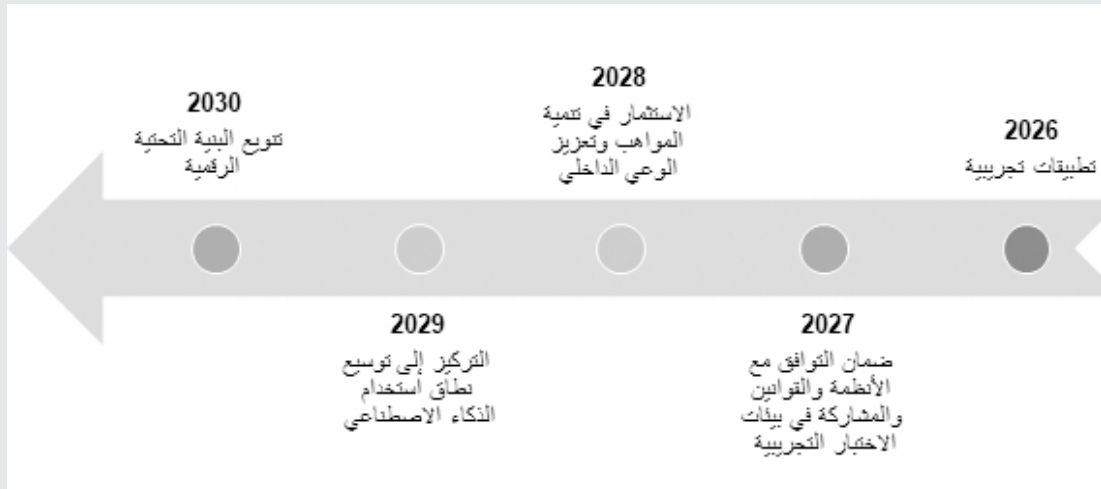 2026
تطبيقات تجريبية
2027
ضمان التوافق مع
الأنظمة والقوانين
والمشاركة في بيئات
الاختبار التجريبية
2028
الاستثمار في تنمية
المواهب وتعزيز
الوعي الداخلي
2029
التركيز إلى توسيع
نطاق استخدام
الذكاء الاصطناعي
2030
تنويع البنية التحتية
الرقمية